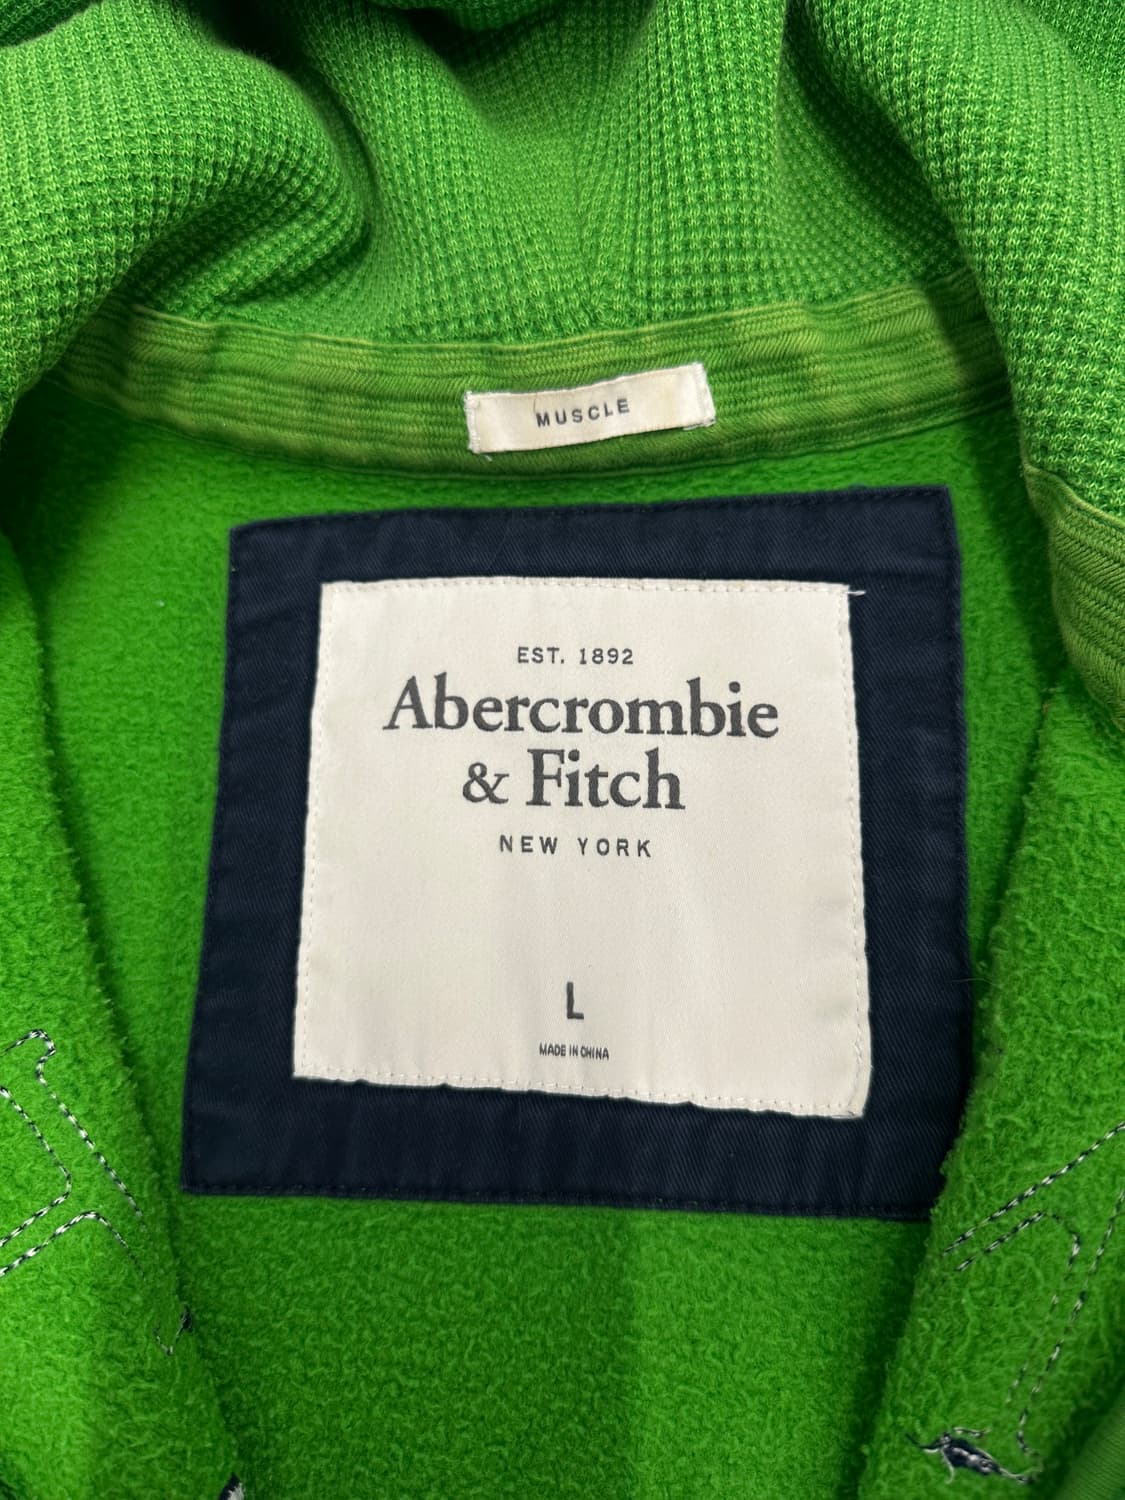 MUSCLE
EST. 1892
Abercrombie
& Fitch
NEW YORK
L
MADE IN CHINA